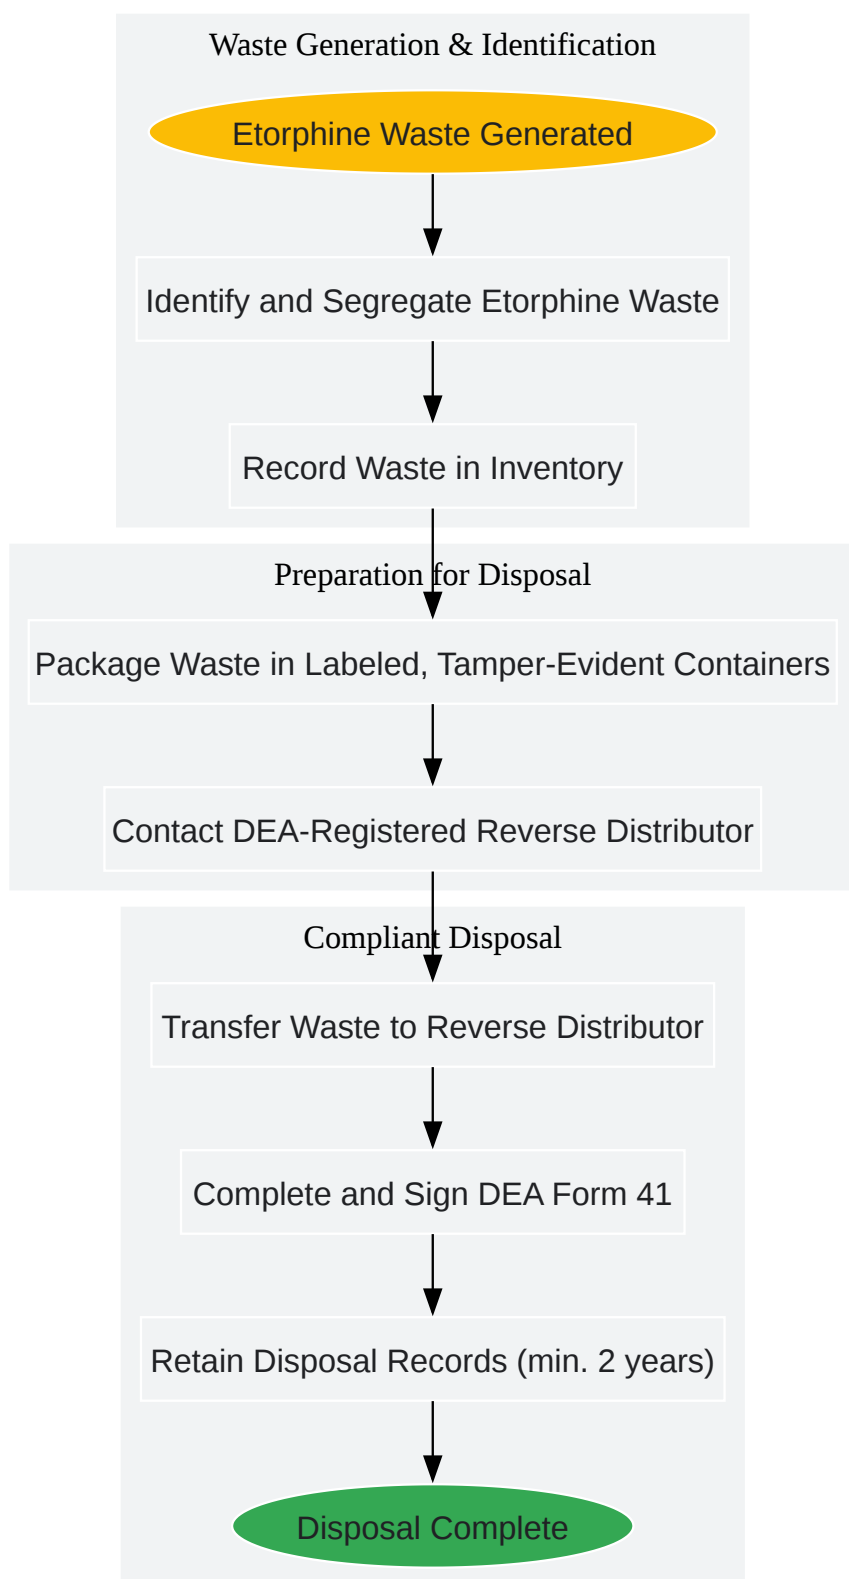 Waste Generation & Identification
Etorphine Waste Generated
Identify and Segregate Etorphine Waste
Record Waste in Inventory
Preparation for Disposal
Package Waste in Labeled, Tamper-Evident Containers
Contact DEA-Registered Reverse Distributor
Compliant Disposal
Transfer Waste to Reverse Distributor
Complete and Sign DEA Form 41
Retain Disposal Records (min. 2 years)
Disposal Complete